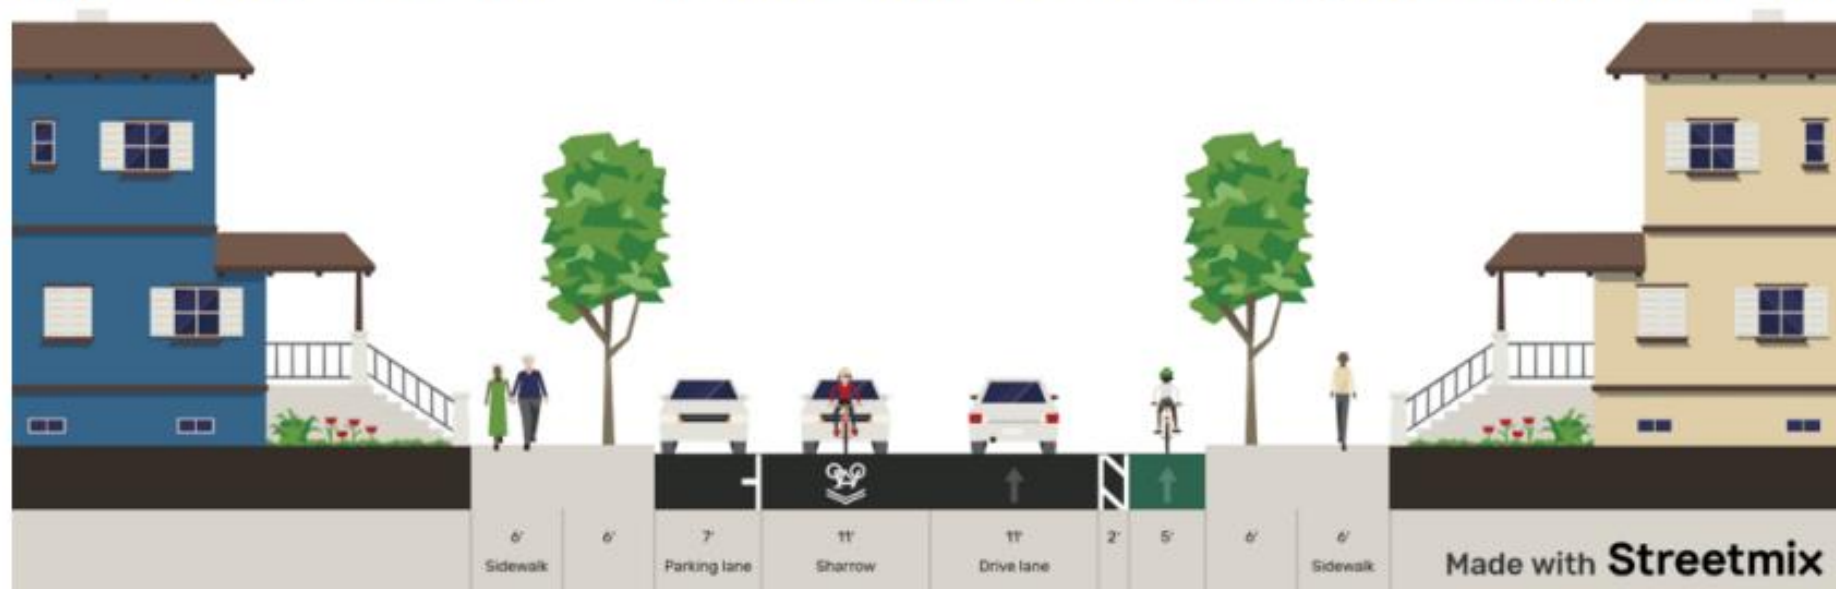 6' 6' 7' 11' 11' 2' 5' 6' 6'
Sidewalk Parking lane Sharrow Drive lane Sidewalk
Made with Streetmix